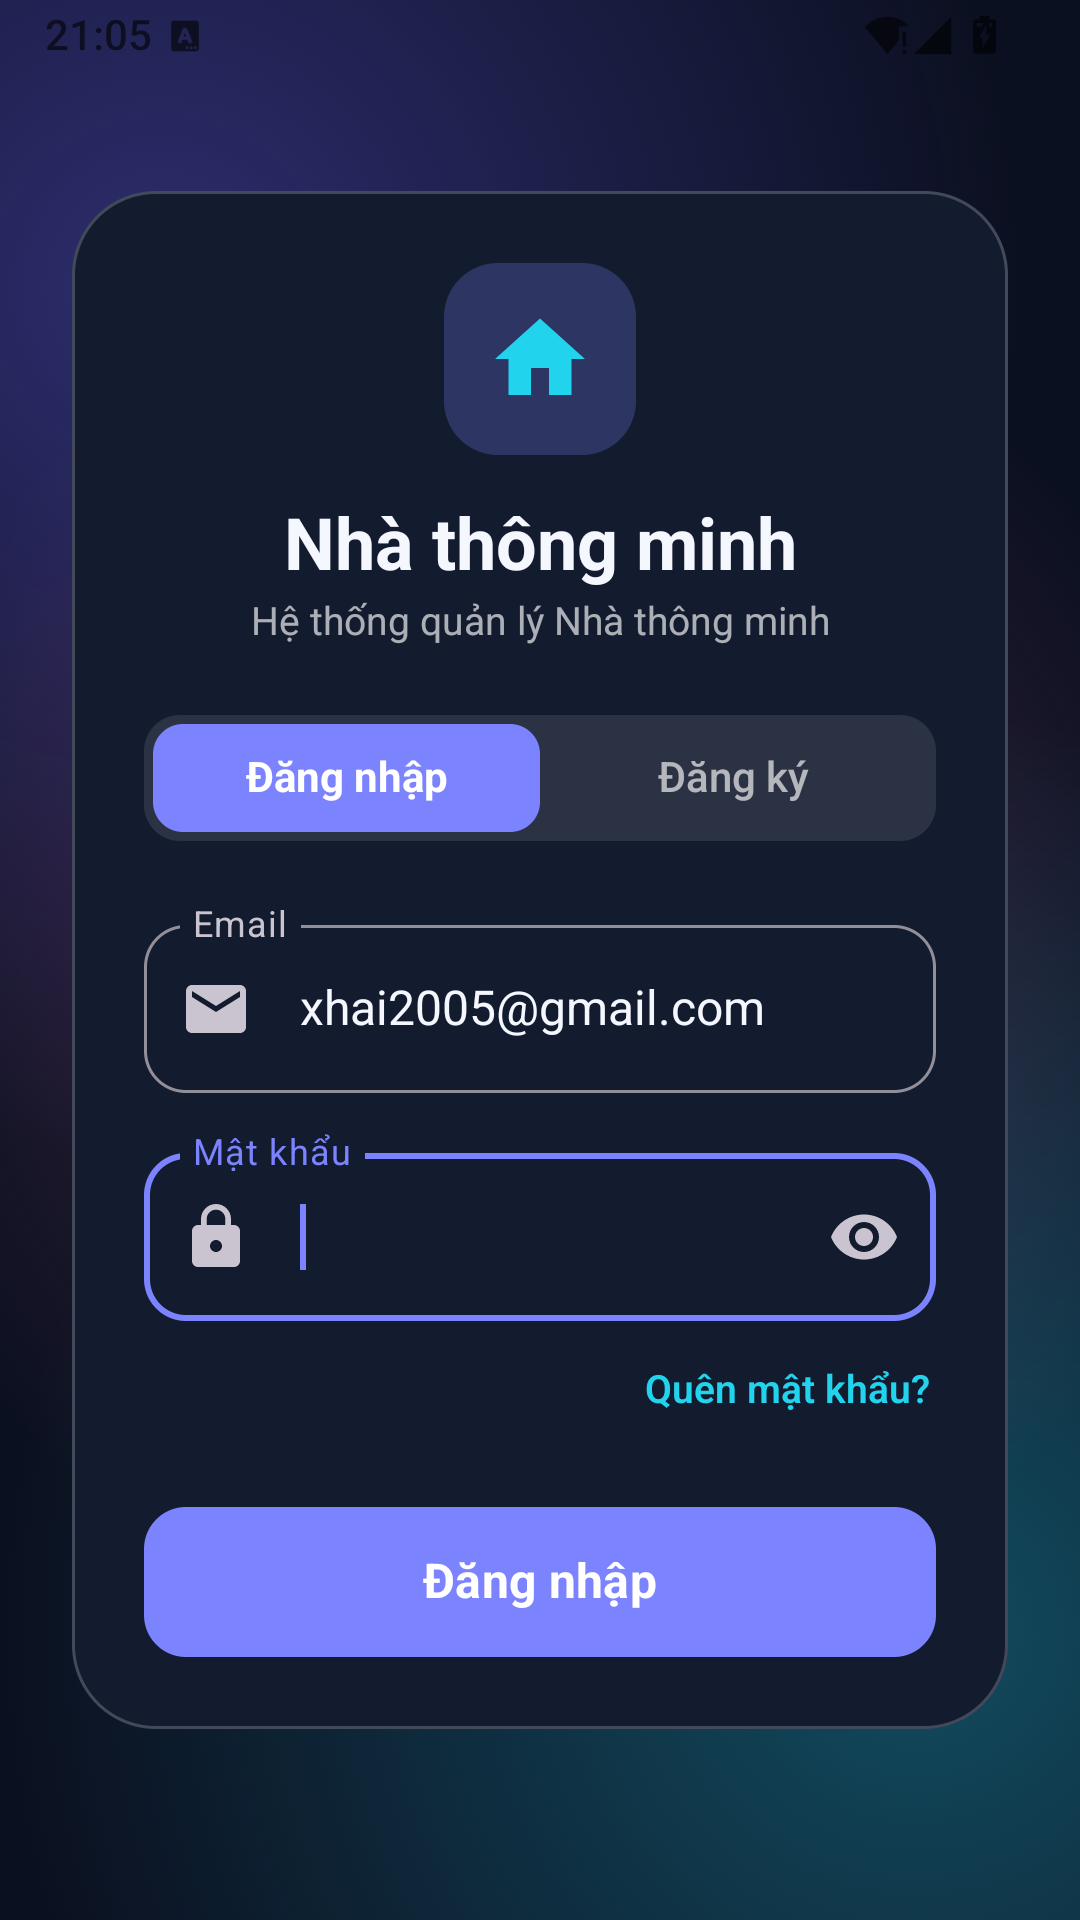 21:05
Nhà thông minh
Hệ thống quản lý Nhà thông minh
Đăng nhập
Đăng ký
Email
xhai2005@gmail.com
Mật khẩu
Quên mật khẩu?
Đăng nhập